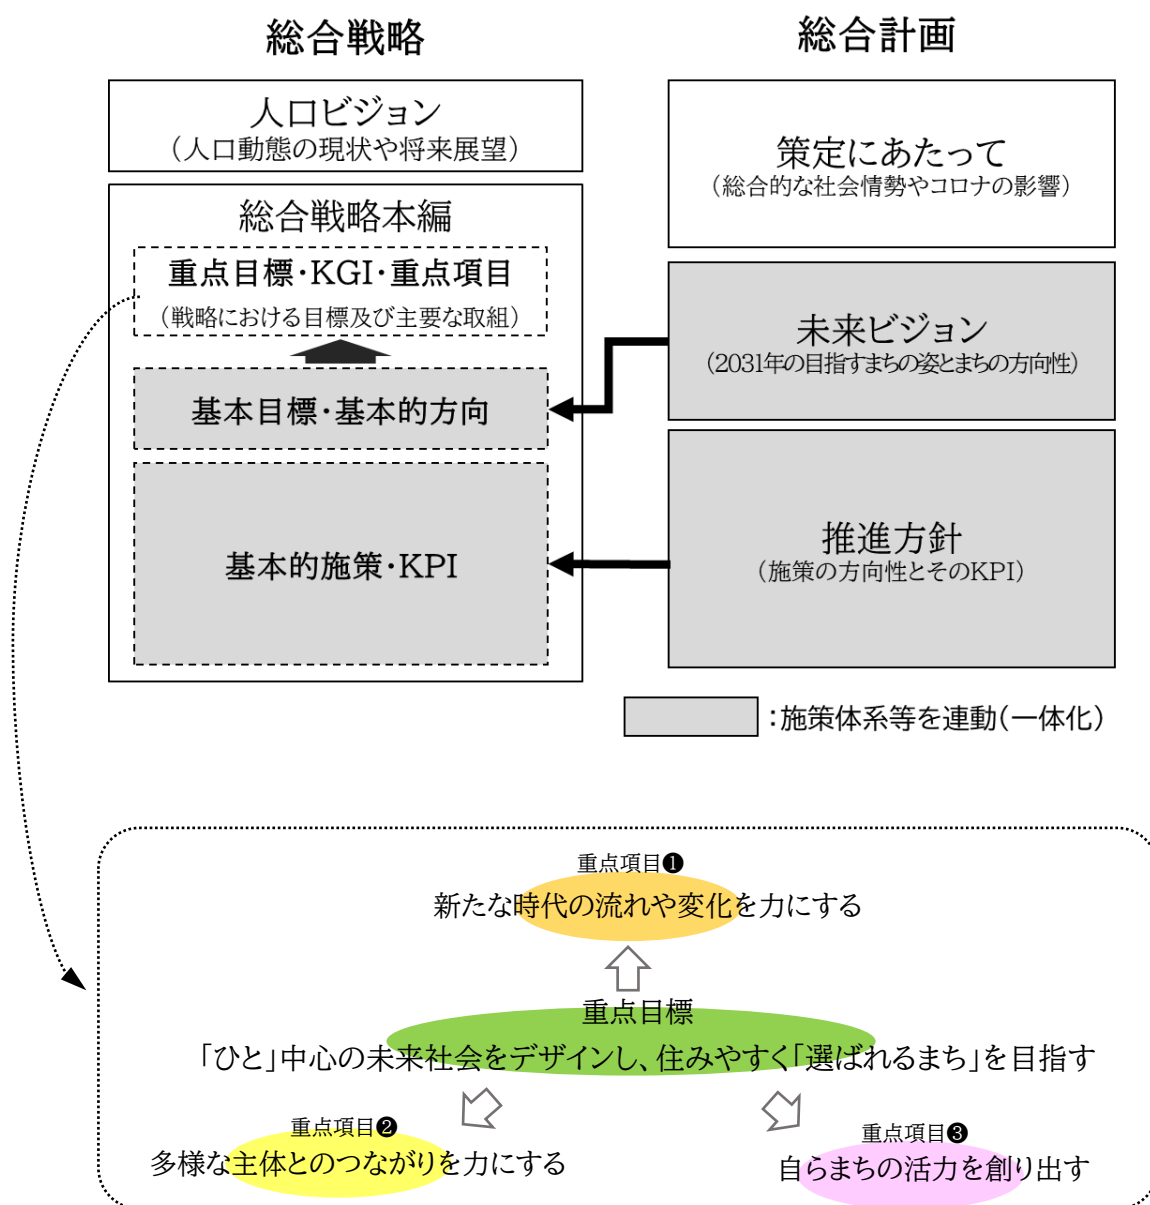 総合戦略
人口ビジョン
（人口動態の現状や将来展望）
総合戦略本編
重点目標・KGI・重点項目
（戦略における目標及び主要な取組）
基本目標・基本的方向
基本的施策・KPI
総合計画
策定にあたって
（総合的な社会情勢やコロナの影響）
未来ビジョン
（2031年の目指すまちの姿とまちの方向性）
推進方針
（施策の方向性とそのKPI）
：施策体系等を連動（一体化）
重点項目❶
新たな時代の流れや変化を力にする
重点目標
「ひと」中心の未来社会をデザインし、住みやすく「選ばれるまち」を目指す
重点項目❷
多様な主体とのつながりを力にする
重点項目❸
自らまちの活力を創り出す